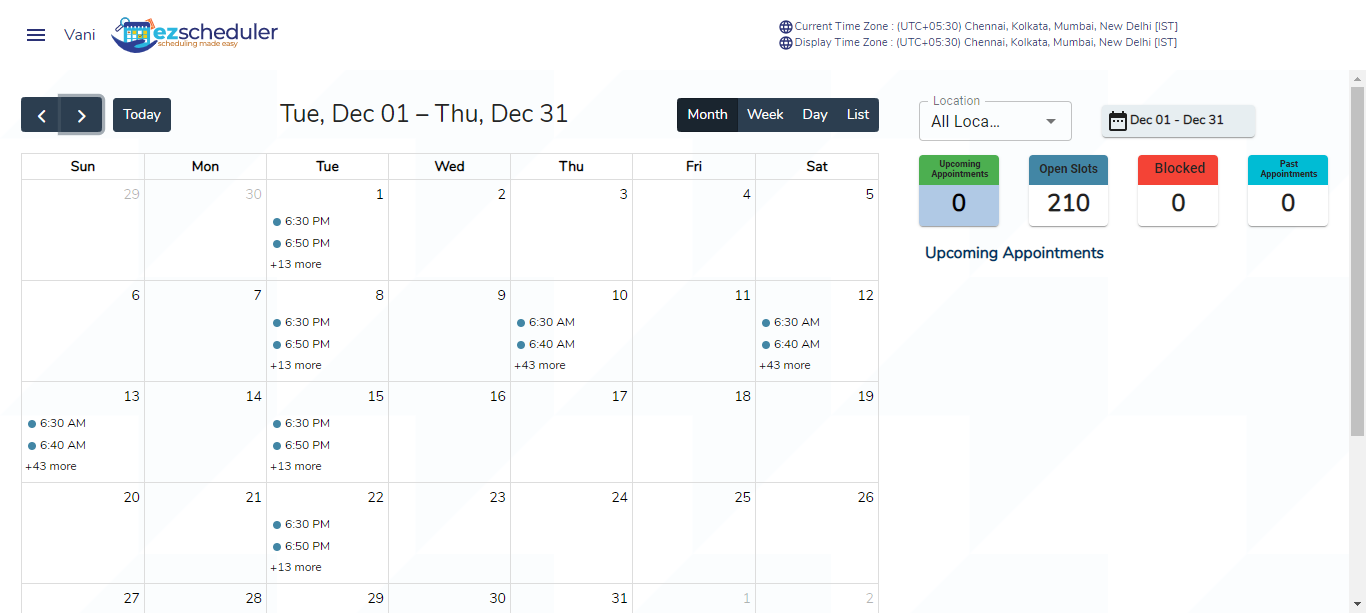 Vani
ezscheduler
scheduling made easy
Current Time Zone : (UTC+05:30) Chennai, Kolkata, Mumbai, New Delhi [IST]
Display Time Zone : (UTC+05:30) Chennai, Kolkata, Mumbai, New Delhi [IST]
Today
Tue, Dec 01 – Thu, Dec 31
Month Week Day List
Sun Mon Tue Wed Thu Fri Sat
29 30 1 2 3 4 5
6:30 PM
6:50 PM
+13 more
6 7 8 9 10 11 12
6:30 PM 6:30 AM 6:30 AM
6:50 PM 6:40 AM 6:40 AM
+13 more +43 more +43 more
13 14 15 16 17 18 19
6:30 AM 6:30 PM
6:40 AM 6:50 PM
+43 more +13 more
20 21 22 23 24 25 26
6:30 PM
6:50 PM
+13 more
27 28 29 30 31 1 2
Location
All Loca...
Dec 01 - Dec 31
Upcoming
Appointments
0
Open Slots
210
Blocked
0
Past
Appointments
0
Upcoming Appointments